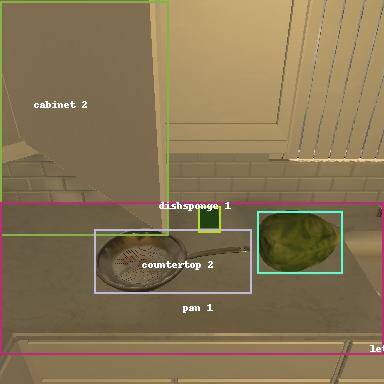 cabinet 2
dishsponge 1
countertop 2
pan 1
let